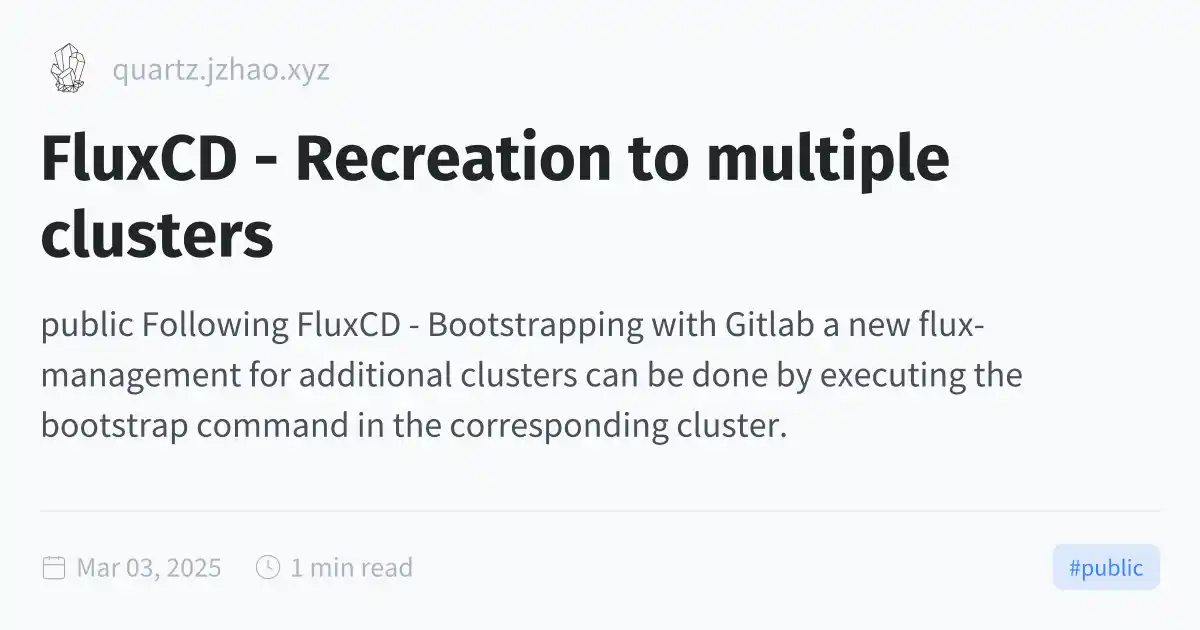 quartz.jzhao.xyz
FluxCD - Recreation to multiple
clusters
public Following FluxCD - Bootstrapping with Gitlab a new flux-
management for additional clusters can be done by executing the
bootstrap command in the corresponding cluster.
Mar 03, 2025 1 min read #public